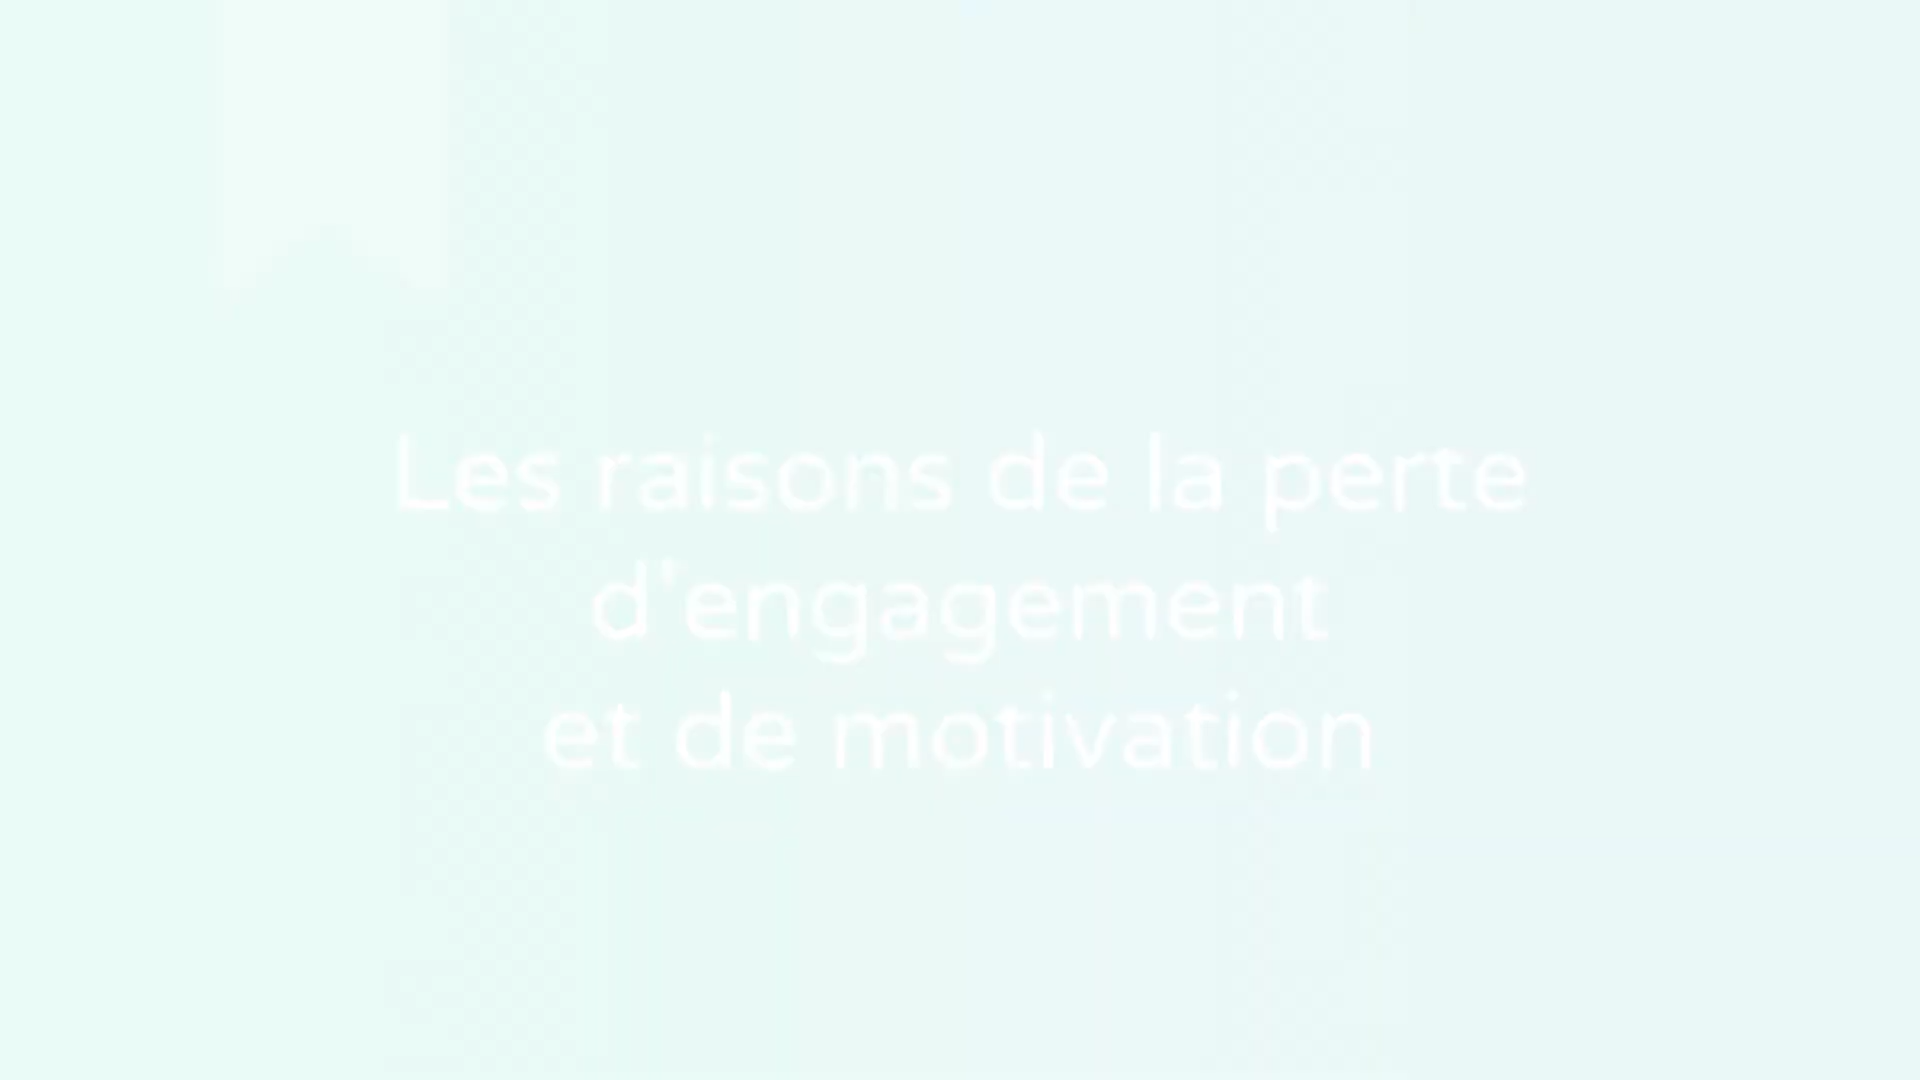 Les raisons de la perte
d'engagement
et de motivation